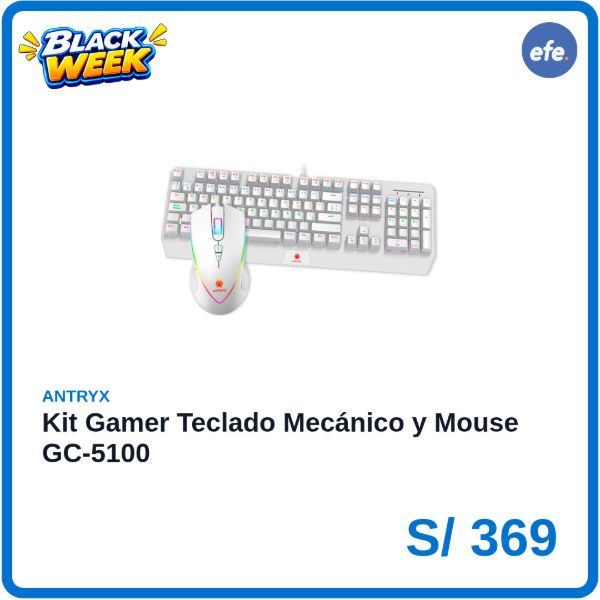 BLACK
WEEK
efe.
ANTRYX
Kit Gamer Teclado Mecánico y Mouse
GC-5100
S/ 369